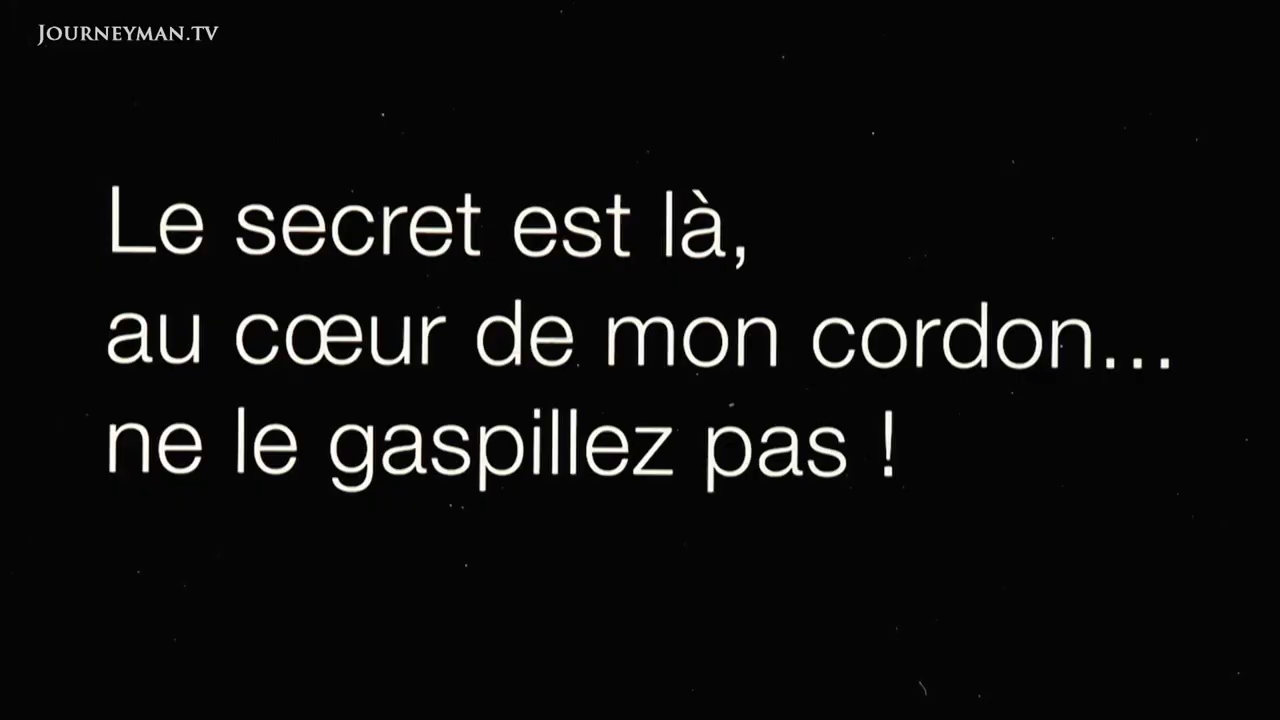 JOURNEYMAN.TV
Le secret est là,
au cœur de mon cordon...
ne le gaspillez pas !